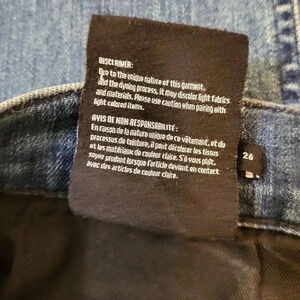 DISCLAIMER:
Due to the unique nature of this garment,
and the dyeing process, it may discolor light fabrics
and materials. Please use caution when pairing with
light colored items.
AVIS DE NON-RESPONSABILITÉ :
En raison de la nature unique de ce vêtement, et du
processus de teinture, il peut décolorer les tissus
et les matériaux de couleur claire. S'il vous plaît,
soyez prudent lorsque l'article devient en contact
avec des articles de couleur claire.
26